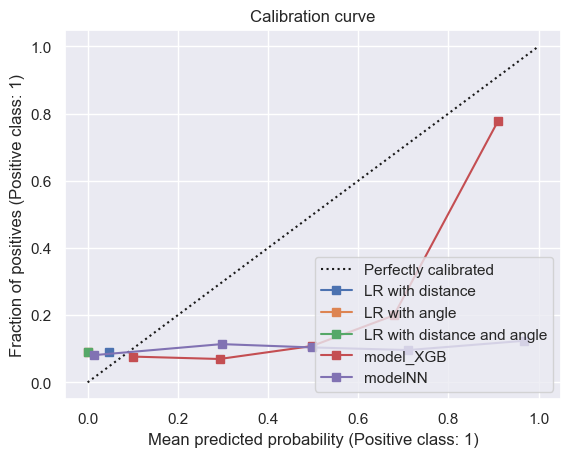 Calibration curve
Fraction of positives (Positive class: 1)
1.0
0.8
0.6
0.4
0.2
0.0
Perfectly calibrated
LR with distance
LR with angle
LR with distance and angle
model_XGB
modelNN
0.0 0.2 0.4 0.6 0.8 1.0
Mean predicted probability (Positive class: 1)